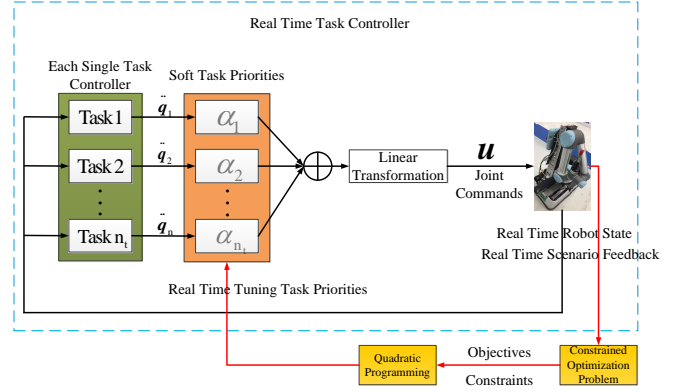 Real Time Task Controller
Each Single Task
Controller
Soft Task Priorities
Task 1
q̈₁
α₁
Task 2
q̈₂
α₂
Task nₜ
q̈ₙ
αₙₜ
Linear
Transformation
u
Joint
Commands
Real Time Robot State
Real Time Scenario Feedback
Real Time Tuning Task Priorities
Quadratic
Programming
Objectives
Constraints
Constrained
Optimization
Problem